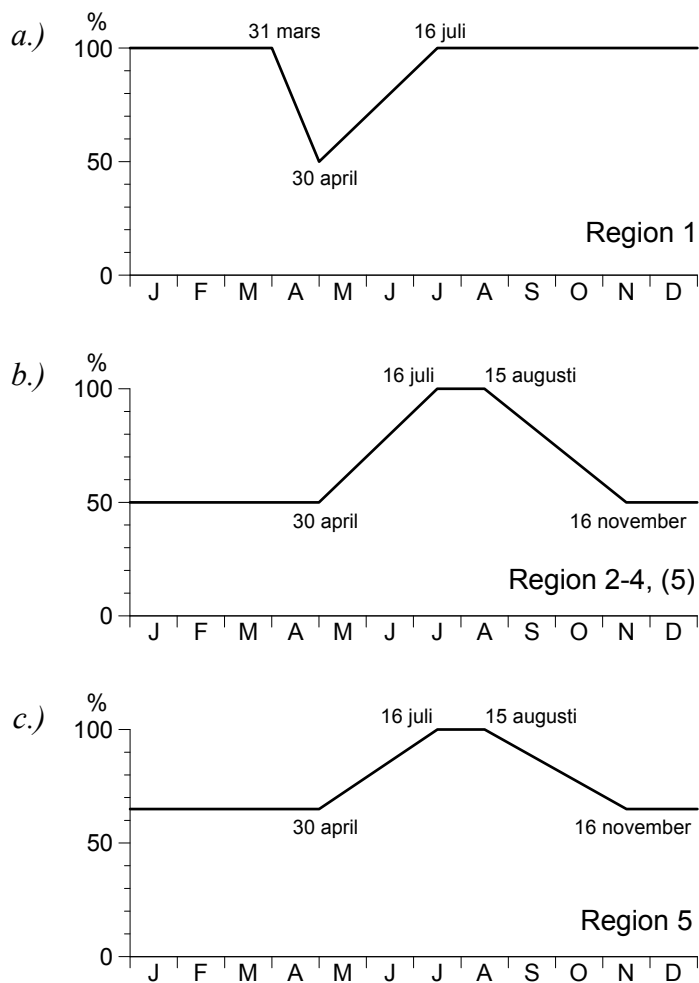 a.)
%
31 mars
16 juli
100
50
30 april
Region 1
0
J F M A M J J A S O N D
b.)
%
16 juli
15 augusti
100
50
30 april
16 november
Region 2-4, (5)
0
J F M A M J J A S O N D
c.)
%
16 juli
15 augusti
100
30 april
16 november
50
Region 5
0
J F M A M J J A S O N D